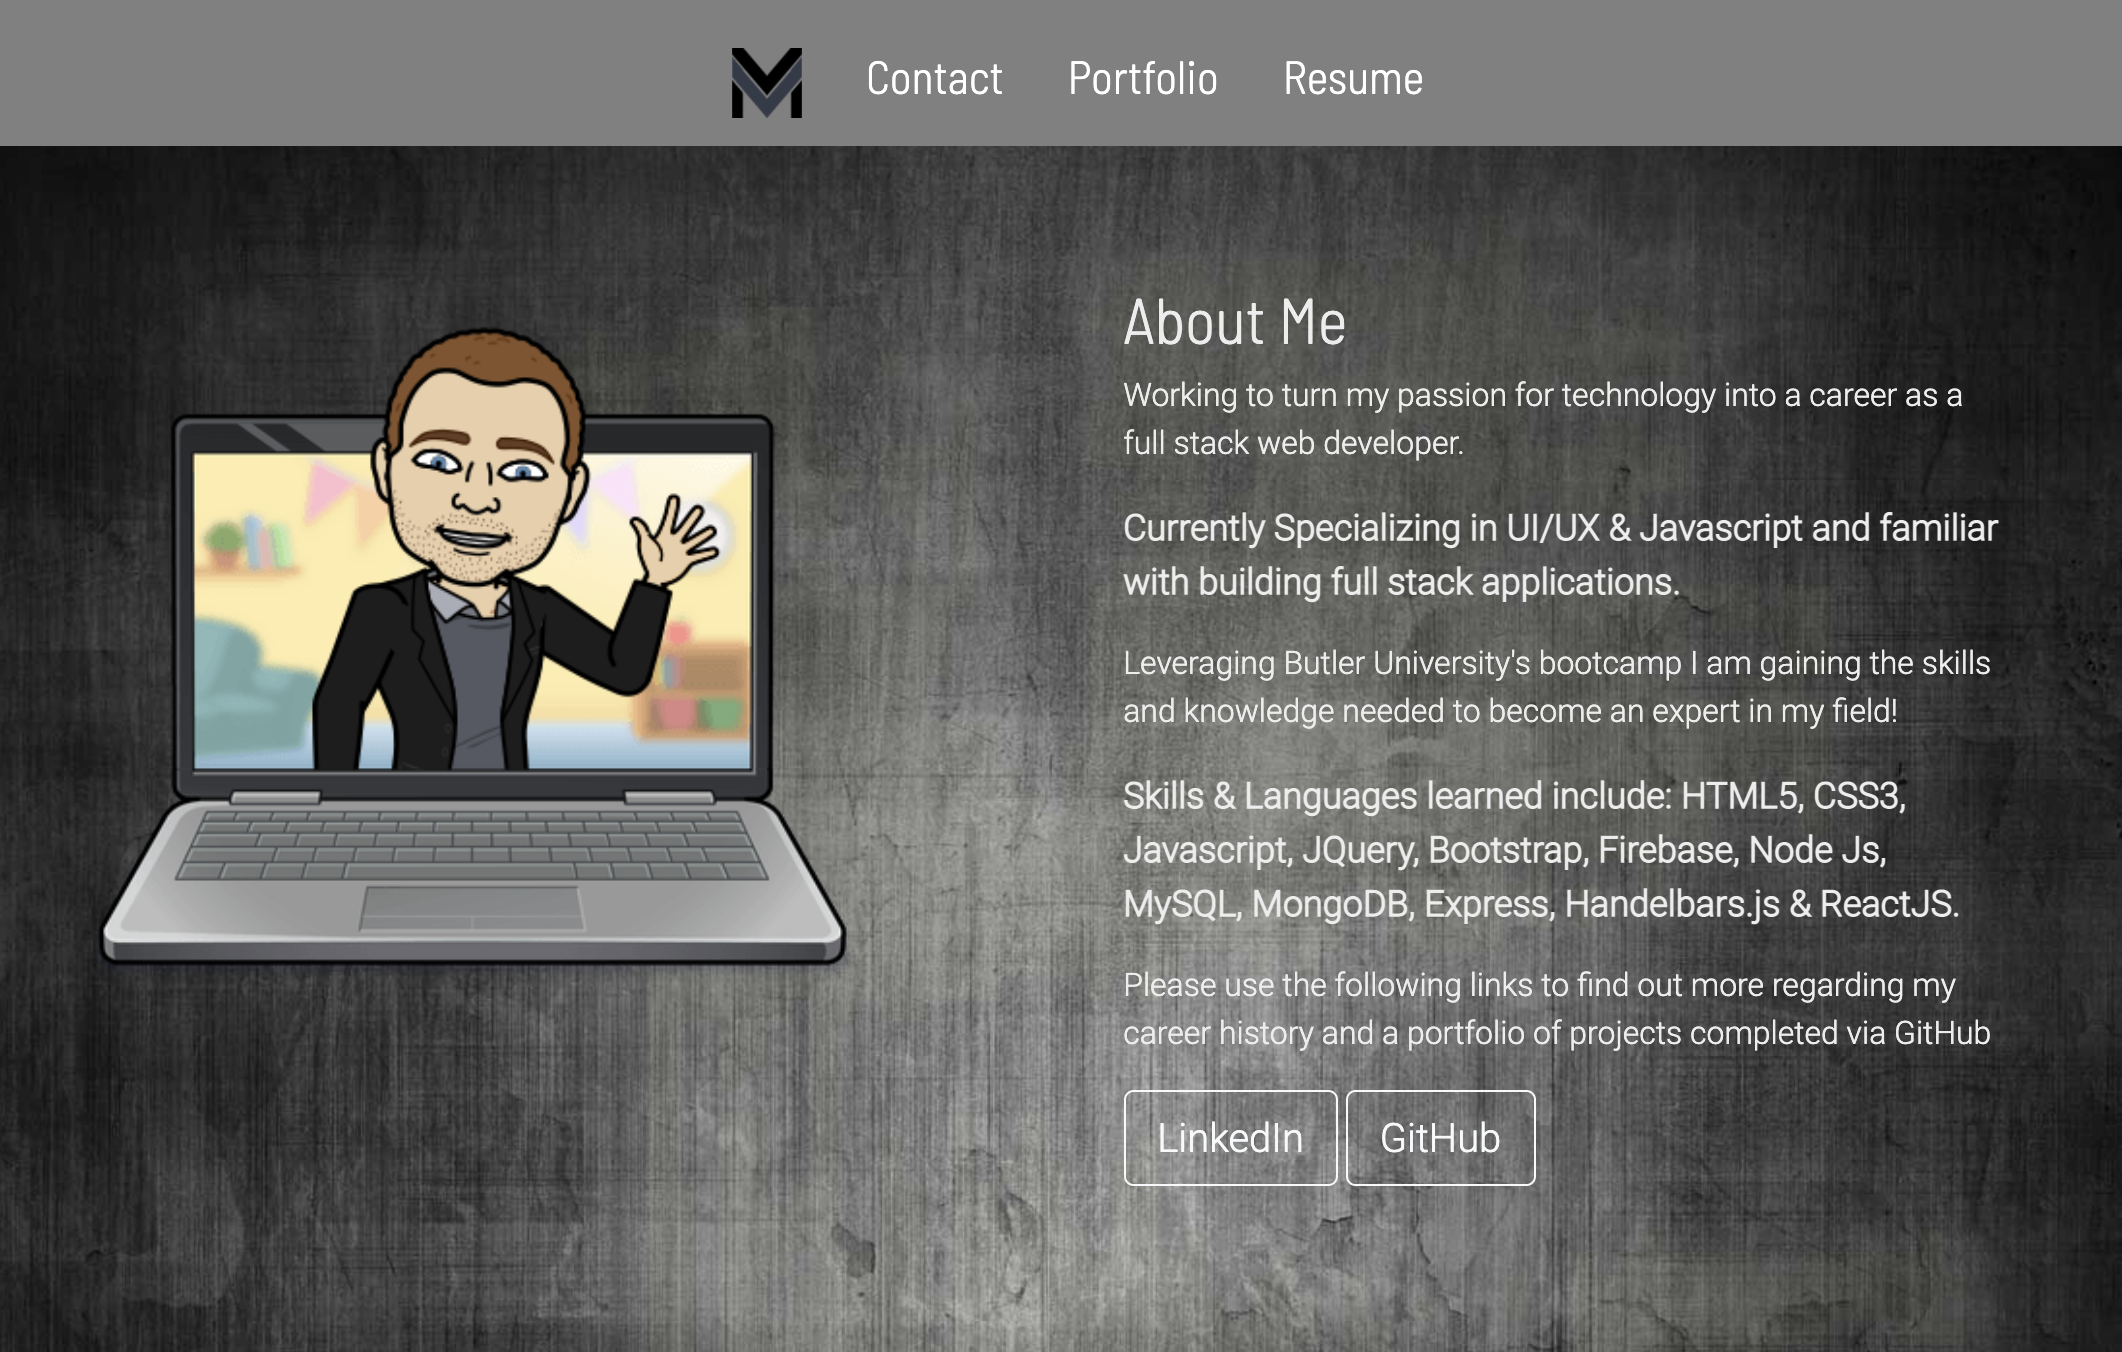 M
Contact Portfolio Resume
About Me
Working to turn my passion for technology into a career as a
full stack web developer.
Currently Specializing in UI/UX & Javascript and familiar
with building full stack applications.
Leveraging Butler University's bootcamp I am gaining the skills
and knowledge needed to become an expert in my field!
Skills & Languages learned include: HTML5, CSS3,
Javascript, JQuery, Bootstrap, Firebase, Node Js,
MySQL, MongoDB, Express, Handelbars.js & ReactJS.
Please use the following links to find out more regarding my
career history and a portfolio of projects completed via GitHub
LinkedIn GitHub